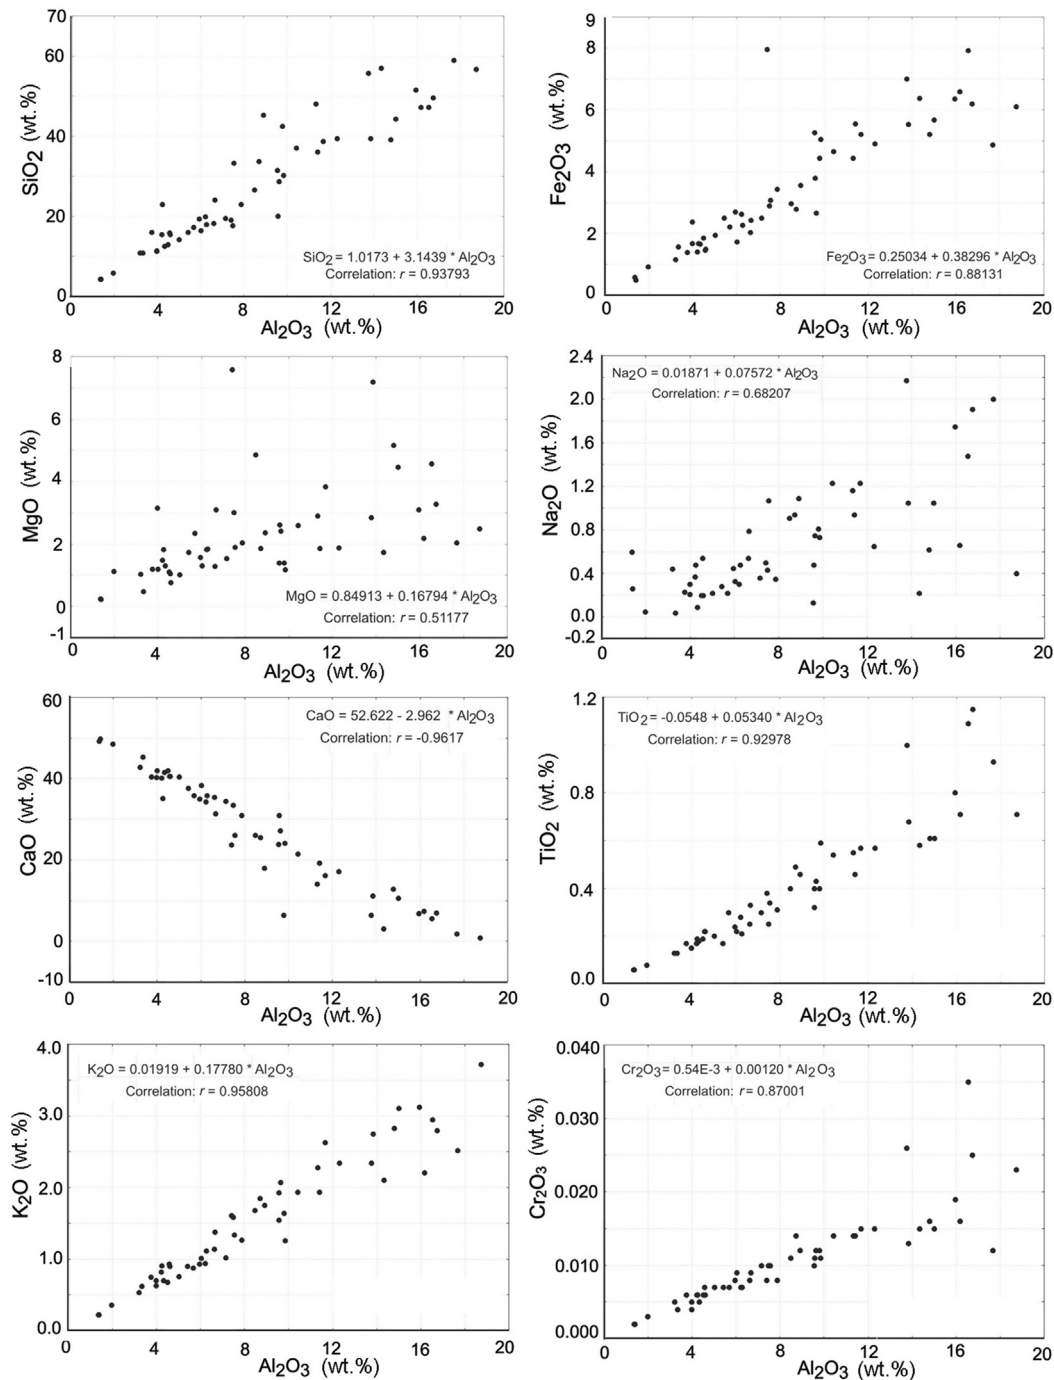 70
60
50
40
20
10
0
SiO2 (wt.%)
SiO2 = 1.0173 + 3.1439 * Al2O3
Correlation: r = 0.93793
0 4 8 12 16 20
Al2O3 (wt.%)
9
8
6
4
2
0
Fe2O3 (wt.%)
Fe2O3 = 0.25034 + 0.38296 * Al2O3
Correlation: r = 0.88131
0 4 8 12 16 20
Al2O3 (wt.%)
8
6
4
2
0
-1
MgO (wt.%)
MgO = 0.84913 + 0.16794 * Al2O3
Correlation: r = 0.51177
0 4 8 12 16 20
Al2O3 (wt.%)
2.4
2.0
1.6
1.2
0.8
0.4
0.0
-0.2
Na2O (wt.%)
Na2O = 0.01871 + 0.07572 * Al2O3
Correlation: r = 0.68207
0 4 8 12 16 20
Al2O3 (wt.%)
60
40
20
0
-10
CaO (wt.%)
CaO = 52.622 - 2.962 * Al2O3
Correlation: r = -0.9617
0 4 8 12 16 20
Al2O3 (wt.%)
1.2
0.8
0.4
0.0
TiO2 (wt.%)
TiO2 = -0.0548 + 0.05340 * Al2O3
Correlation: r = 0.92978
0 4 8 12 16 20
Al2O3 (wt.%)
4.0
3.0
2.0
1.0
0.0
K2O (wt.%)
K2O = 0.01919 + 0.17780 * Al2O3
Correlation: r = 0.95808
0 4 8 12 16 20
Al2O3 (wt.%)
0.040
0.030
0.020
0.010
0.000
Cr2O3 (wt.%)
Cr2O3 = 0.54E-3 + 0.00120 * Al2O3
Correlation: r = 0.87001
0 4 8 12 16 20
Al2O3 (wt.%)